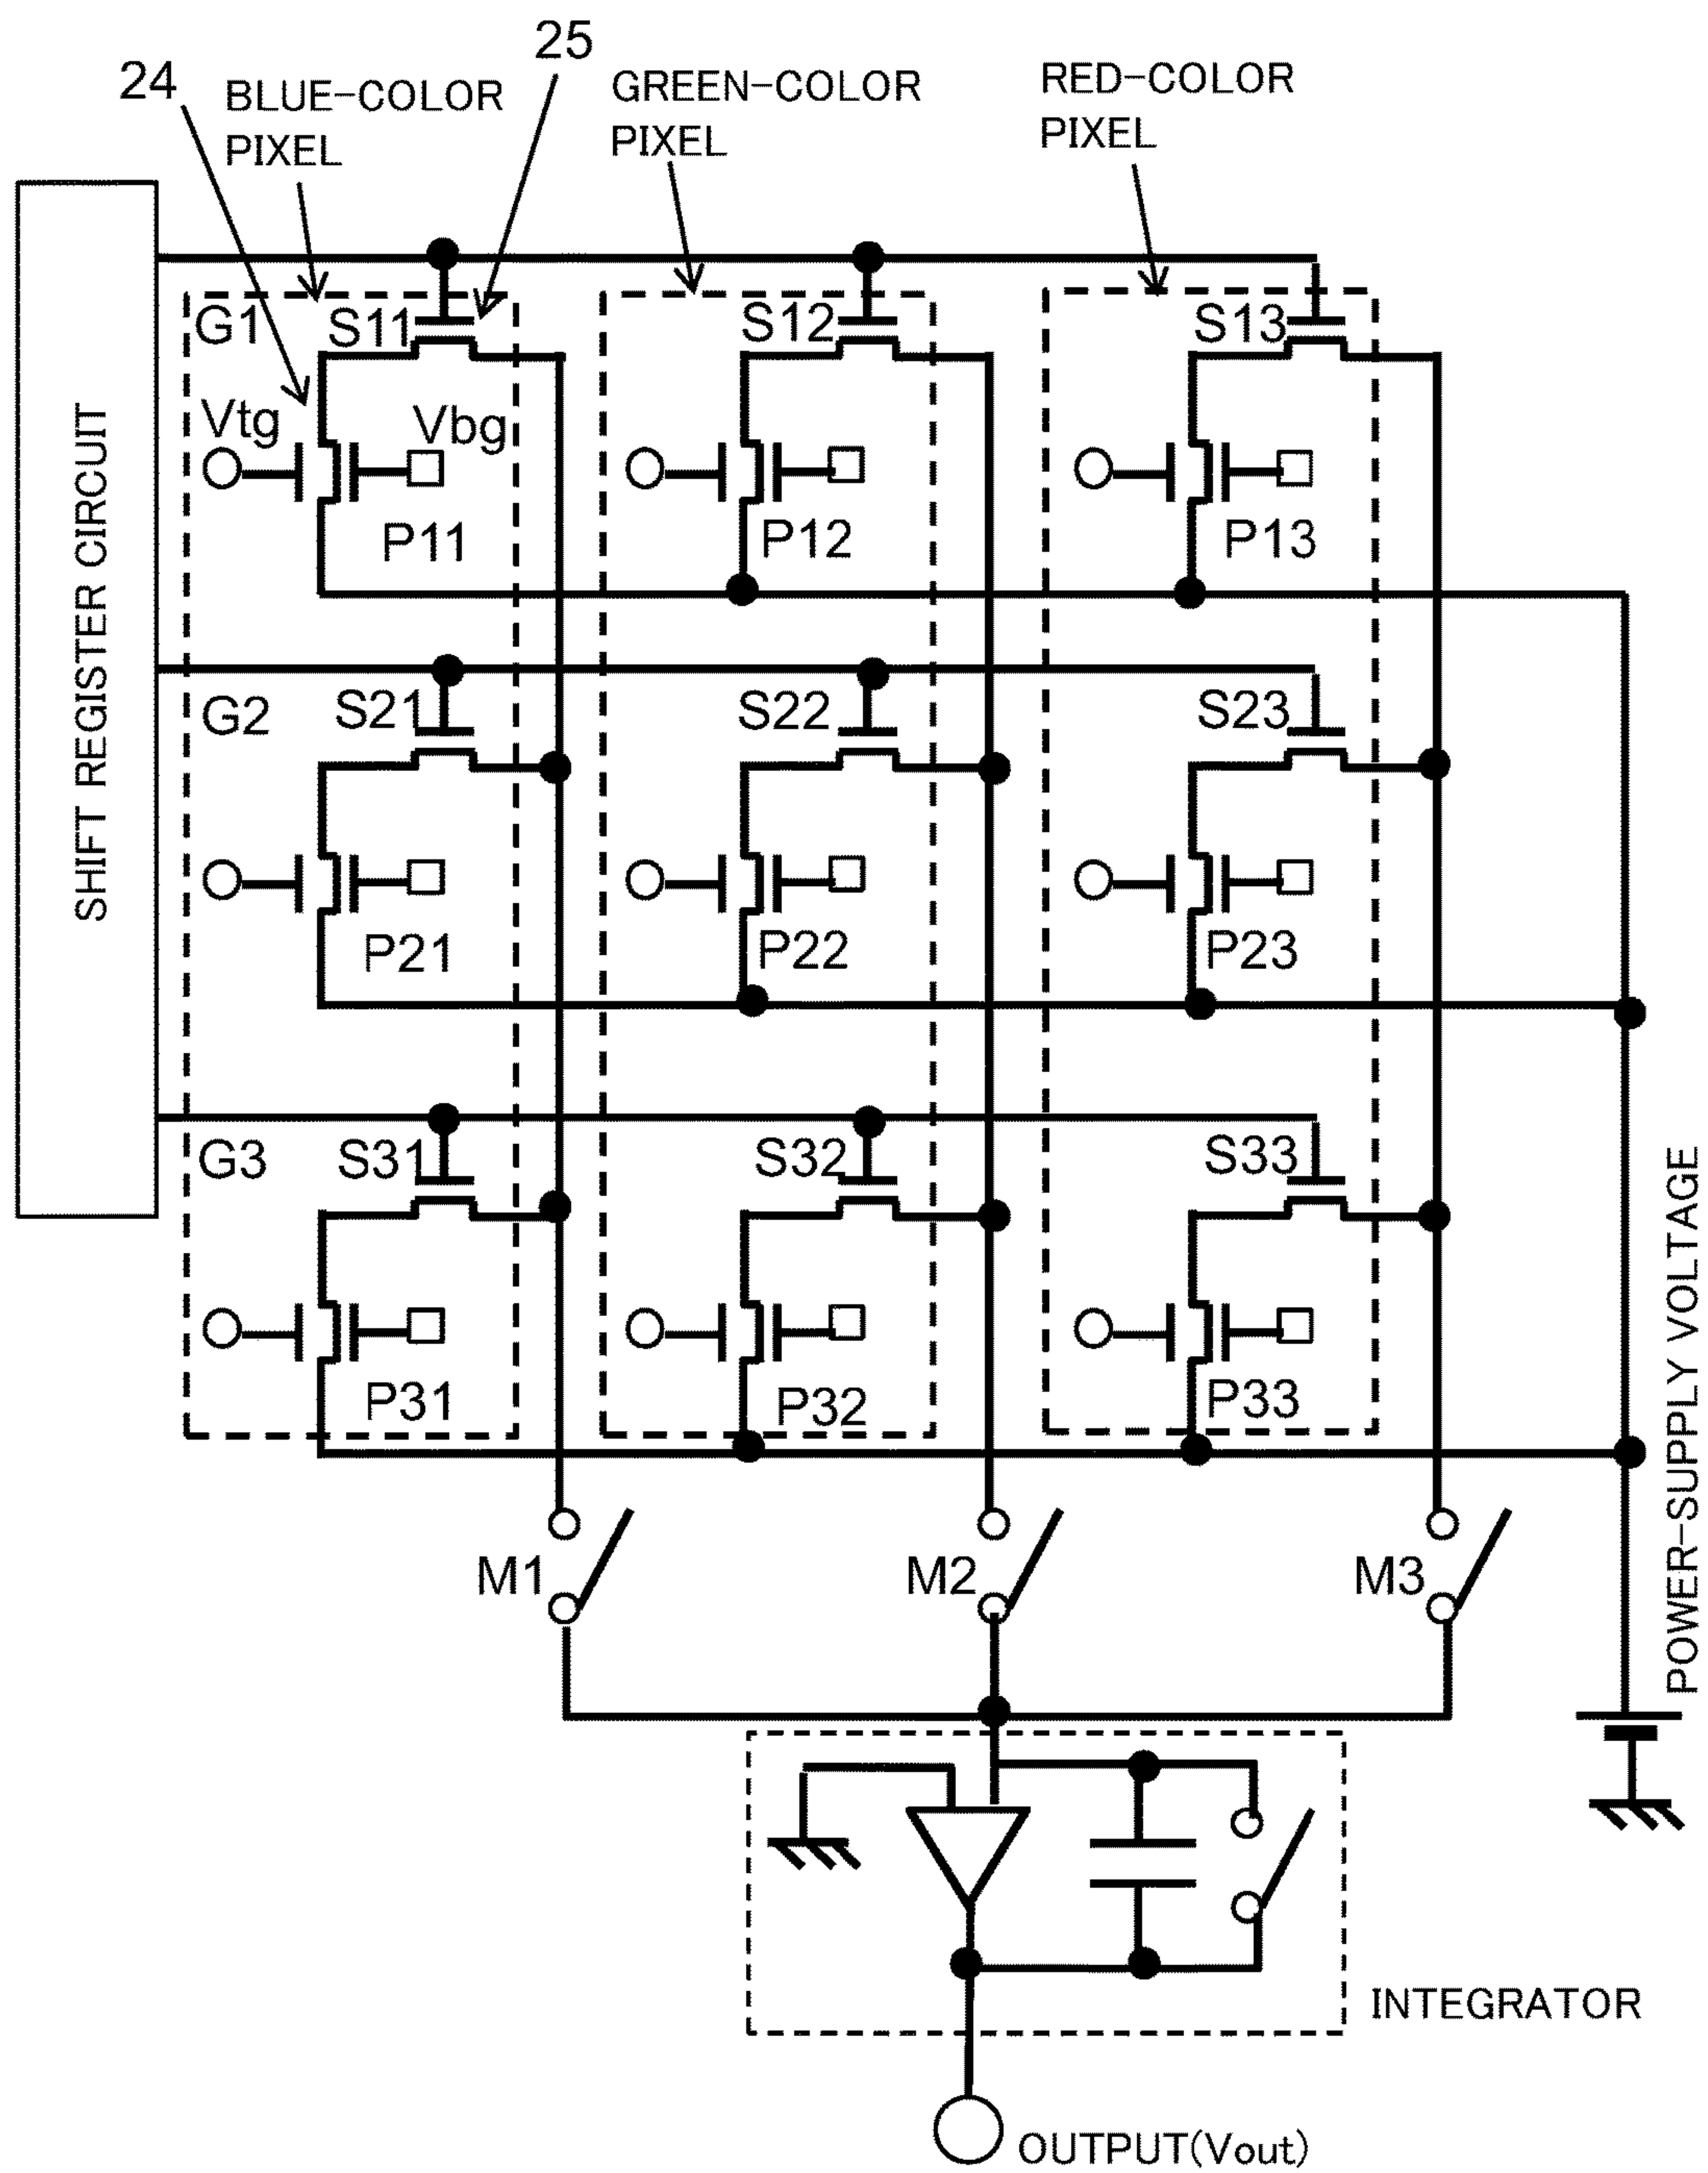 25
24
BLUE-COLOR
PIXEL
GREEN-COLOR
PIXEL
RED-COLOR
PIXEL
SHIFT REGISTER CIRCUIT
G1
S11
S12
S13
Vtg
Vbg
P11
P12
P13
G2
S21
S22
S23
P21
P22
P23
G3
S31
S32
S33
P31
P32
P33
POWER-SUPPLY VOLTAGE
M1
M2
M3
INTEGRATOR
OUTPUT(Vout)